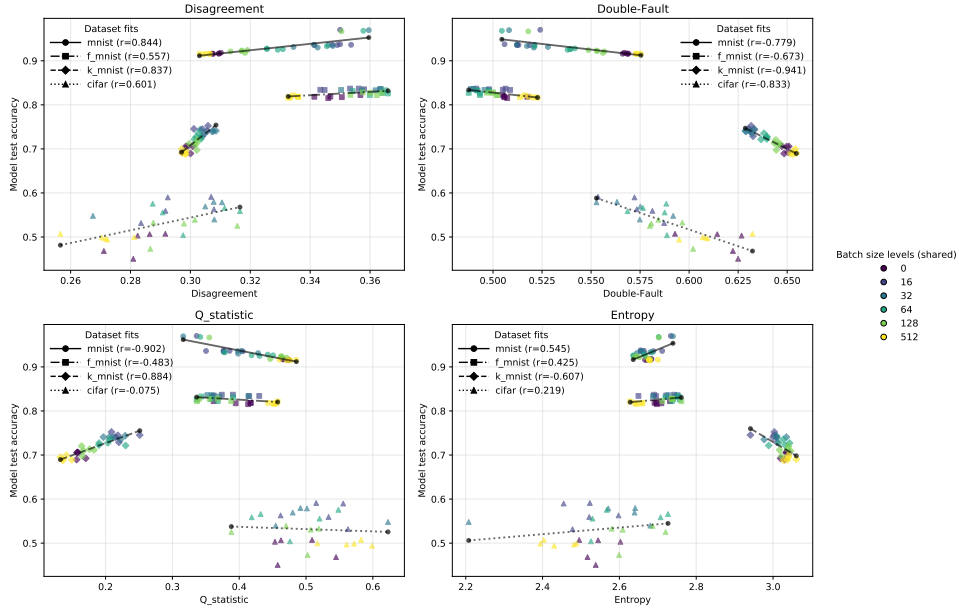 Disagreement
Dataset fits
mnist (r=0.844)
f_mnist (r=0.557)
k_mnist (r=0.837)
cifar (r=0.601)
Model test accuracy
0.9
0.8
0.7
0.6
0.5
0.26 0.28 0.30 0.32 0.34 0.36
Disagreement
Double-Fault
Dataset fits
mnist (r=-0.779)
f_mnist (r=-0.673)
k_mnist (r=-0.941)
cifar (r=-0.833)
Model test accuracy
0.9
0.8
0.7
0.6
0.5
0.500 0.525 0.550 0.575 0.600 0.625 0.650
Double-Fault
Batch size levels (shared)
0
16
32
64
128
512
Q_statistic
Dataset fits
mnist (r=-0.902)
f_mnist (r=-0.483)
k_mnist (r=0.884)
cifar (r=-0.075)
Model test accuracy
0.9
0.8
0.7
0.6
0.5
0.2 0.3 0.4 0.5 0.6
Q_statistic
Entropy
Dataset fits
mnist (r=0.545)
f_mnist (r=0.425)
k_mnist (r=-0.607)
cifar (r=0.219)
Model test accuracy
0.9
0.8
0.7
0.6
0.5
2.2 2.4 2.6 2.8 3.0
Entropy